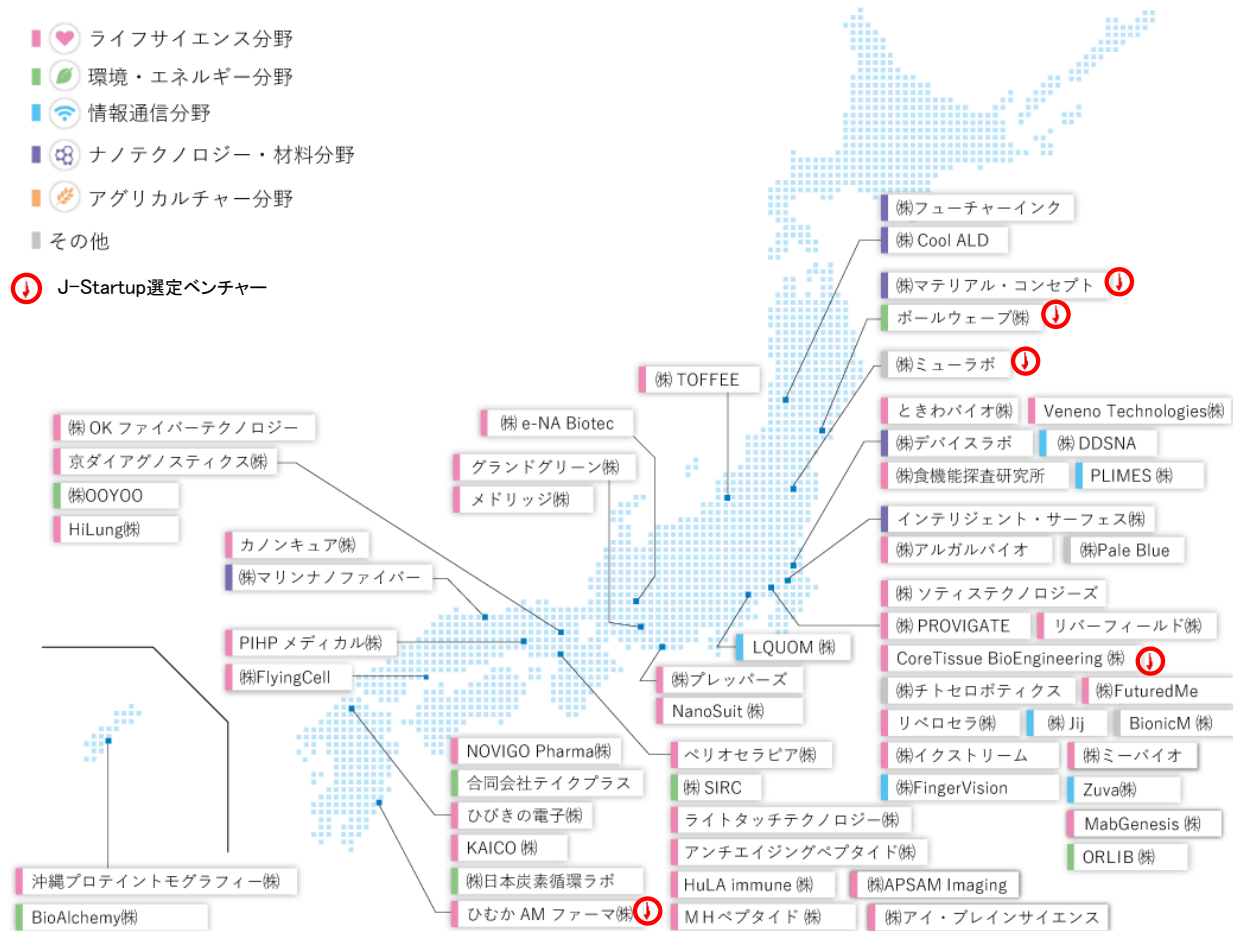 ライフサイエンス分野
環境・エネルギー分野
情報通信分野
ナノテクノロジー・材料分野
アグリカルチャー分野
その他
J-Startup選定ベンチャー
㈱フューチャーインク
㈱ Cool ALD
㈱マテリアル・コンセプト
ボールウェーブ㈱
㈱ミューラボ
㈱ TOFFEE
ときわバイオ㈱
Veneno Technologies㈱
㈱デバイスラボ
㈱ DDSNA
㈱食機能探査研究所
PLIMES ㈱
㈱ e-NA Biotec
グランドグリーン㈱
メドリッジ㈱
㈱ OK ファイバーテクノロジー
京ダイアグノスティクス㈱
㈱OOYOO
HiLung㈱
インテリジェント・サーフェス㈱
㈱アルガルバイオ
㈱Pale Blue
カノンキュア㈱
㈱マリンナノファイバー
㈱ ソティステクノロジーズ
㈱ PROVIGATE
リバーフィールド㈱
CoreTissue BioEngineering ㈱
㈱チトセロボティクス
㈱FuturedMe
リベロセラ㈱
㈱ Jij
BionicM ㈱
㈱イクストリーム
㈱ミーバイオ
㈱FingerVision
Zuva㈱
MabGenesis ㈱
ORLIB ㈱
PIHP メディカル㈱
㈱FlyingCell
LQUOM ㈱
㈱プレッパーズ
NanoSuit ㈱
NOVIGO Pharma㈱
合同会社テイクプラス
ひびきの電子㈱
KAICO ㈱
㈱日本炭素循環ラボ
ひむか AM ファーマ㈱
ペリオセラピア㈱
㈱ SIRC
ライトタッチテクノロジー㈱
アンチエイジングペプタイド㈱
HuLA immune ㈱
㈱APSAM Imaging
MHペプタイド ㈱
㈱アイ・ブレインサイエンス
沖縄プロテイントモグラフィー㈱
BioAlchemy㈱